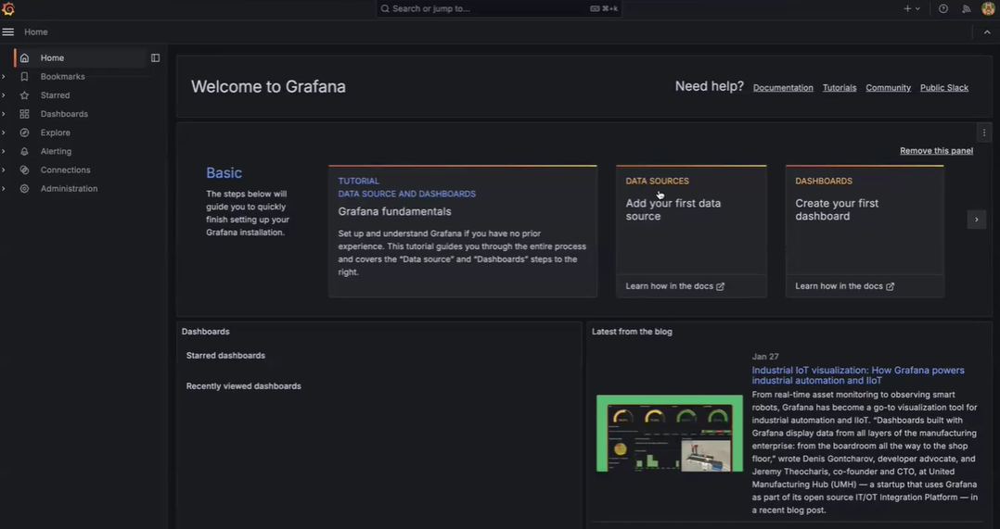 Search or jump to...
⌘+k
Home
Home
Bookmarks
Starred
Dashboards
Explore
Alerting
Connections
Administration
Welcome to Grafana
Need help?
Documentation
Tutorials
Community
Public Slack
Remove this panel
Basic
The steps below will
guide you to quickly
finish setting up your
Grafana installation.
TUTORIAL
DATA SOURCE AND DASHBOARDS
Grafana fundamentals
Set up and understand Grafana if you have no prior
experience. This tutorial guides you through the entire process
and covers the “Data source” and “Dashboards” steps to the
right.
DATA SOURCES
Add your first data
source
Learn how in the docs
DASHBOARDS
Create your first
dashboard
Learn how in the docs
Dashboards
Starred dashboards
Recently viewed dashboards
Latest from the blog
Jan 27
Industrial IoT visualization: How Grafana powers
industrial automation and IIoT
From real-time asset monitoring to observing smart
robots, Grafana has become a go-to visualization tool for
industrial automation and IIoT. “Dashboards built with
Grafana display data from all layers of the manufacturing
enterprise: from the boardroom all the way to the shop
floor,” wrote Denis Gontcharov, developer advocate, and
Jeremy Theocharis, co-founder and CTO, at United
Manufacturing Hub (UMH) — a startup that uses Grafana
as part of its open source IT/OT Integration Platform — in
a recent blog post.